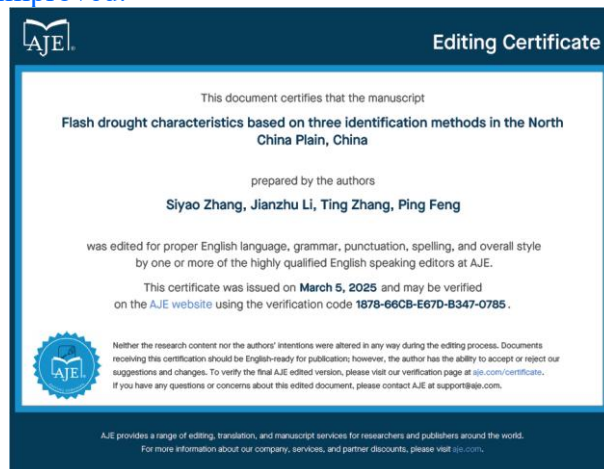 improved.
AJE.
Editing Certificate
This document certifies that the manuscript
Flash drought characteristics based on three identification methods in the North
China Plain, China
prepared by the authors
Siyao Zhang, Jianzhu Li, Ting Zhang, Ping Feng
was edited for proper English language, grammar, punctuation, spelling, and overall style
by one or more of the highly qualified English speaking editors at AJE.
This certificate was issued on March 5, 2025 and may be verified
on the AJE website using the verification code 1878-66CB-E67D-B347-0785.
Neither the research content nor the authors' intentions were altered in any way during the editing process. Documents
receiving this certification should be English-ready for publication; however, the author has the ability to accept or reject our
suggestions and changes. To verify the final AJE edited version, please visit our verification page at aje.com/certificate.
If you have any questions or concerns about this edited document, please contact AJE at support@aje.com.
AJE
AJE provides a range of editing, translation, and manuscript services for researchers and publishers around the world.
For more information about our company, services, and partner discounts, please visit aje.com.